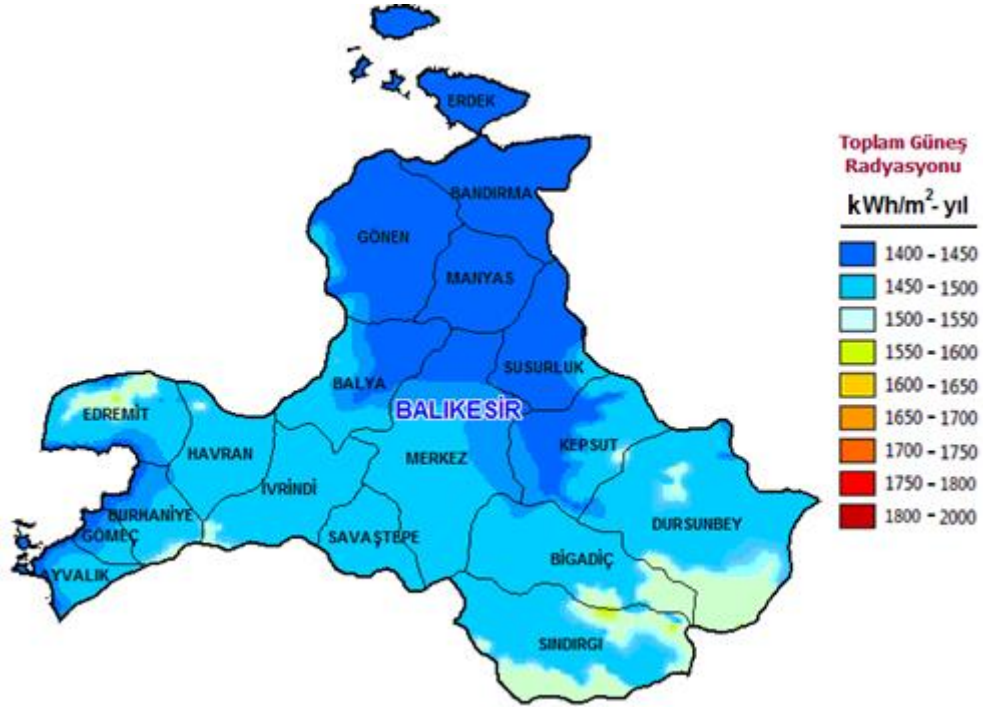 ERDEK
BANDIRMA
GÖNEN
MANYAS
SUSURLUK
BALYA
BALIKESİR
EDREMİT
HAVRAN
MERKEZ
KEPSUT
İVRİNDİ
BURHANİYE
GÖMEÇ
SAVAŞTEPE
DURSUNBEY
BİGADİÇ
AYVALIK
SINDIRGI
Toplam Güneş
Radyasyonu
kWh/m²- yıl
1400 - 1450
1450 - 1500
1500 - 1550
1550 - 1600
1600 - 1650
1650 - 1700
1700 - 1750
1750 - 1800
1800 - 2000